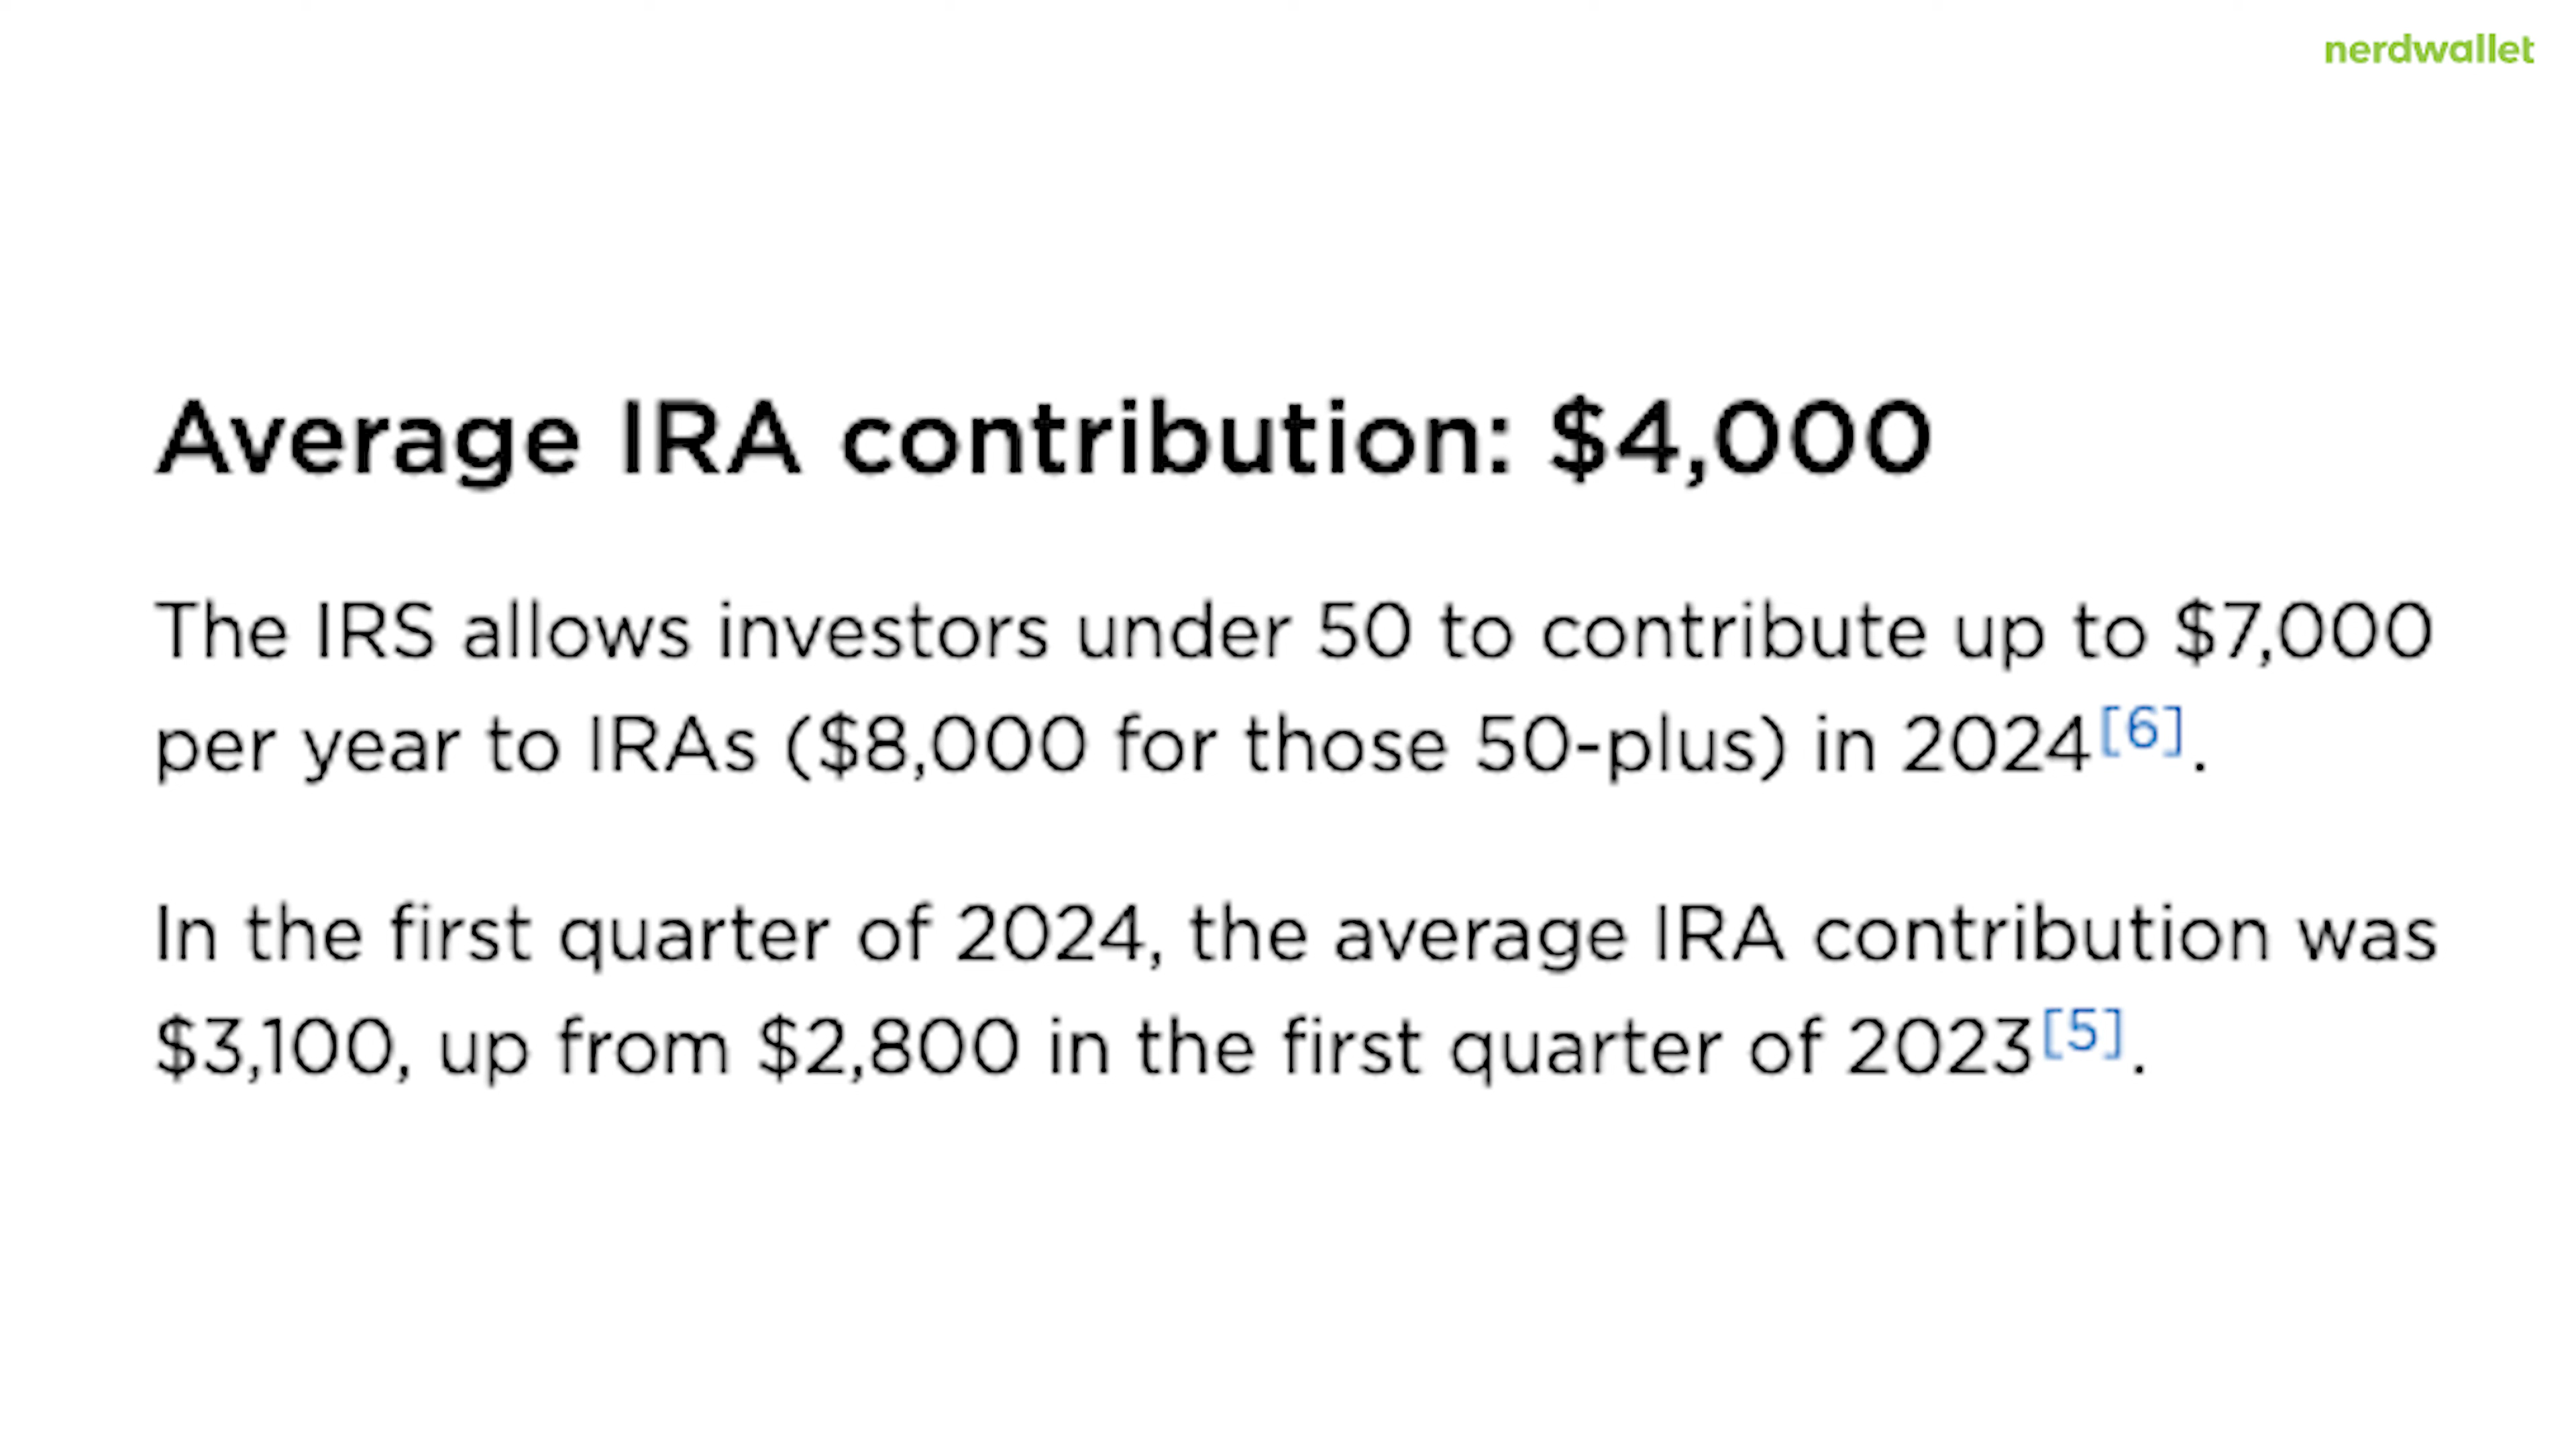 nerdwallet
Average IRA contribution: $4,000
The IRS allows investors under 50 to contribute up to $7,000
per year to IRAs ($8,000 for those 50-plus) in 2024[6].
In the first quarter of 2024, the average IRA contribution was
$3,100, up from $2,800 in the first quarter of 2023[5].